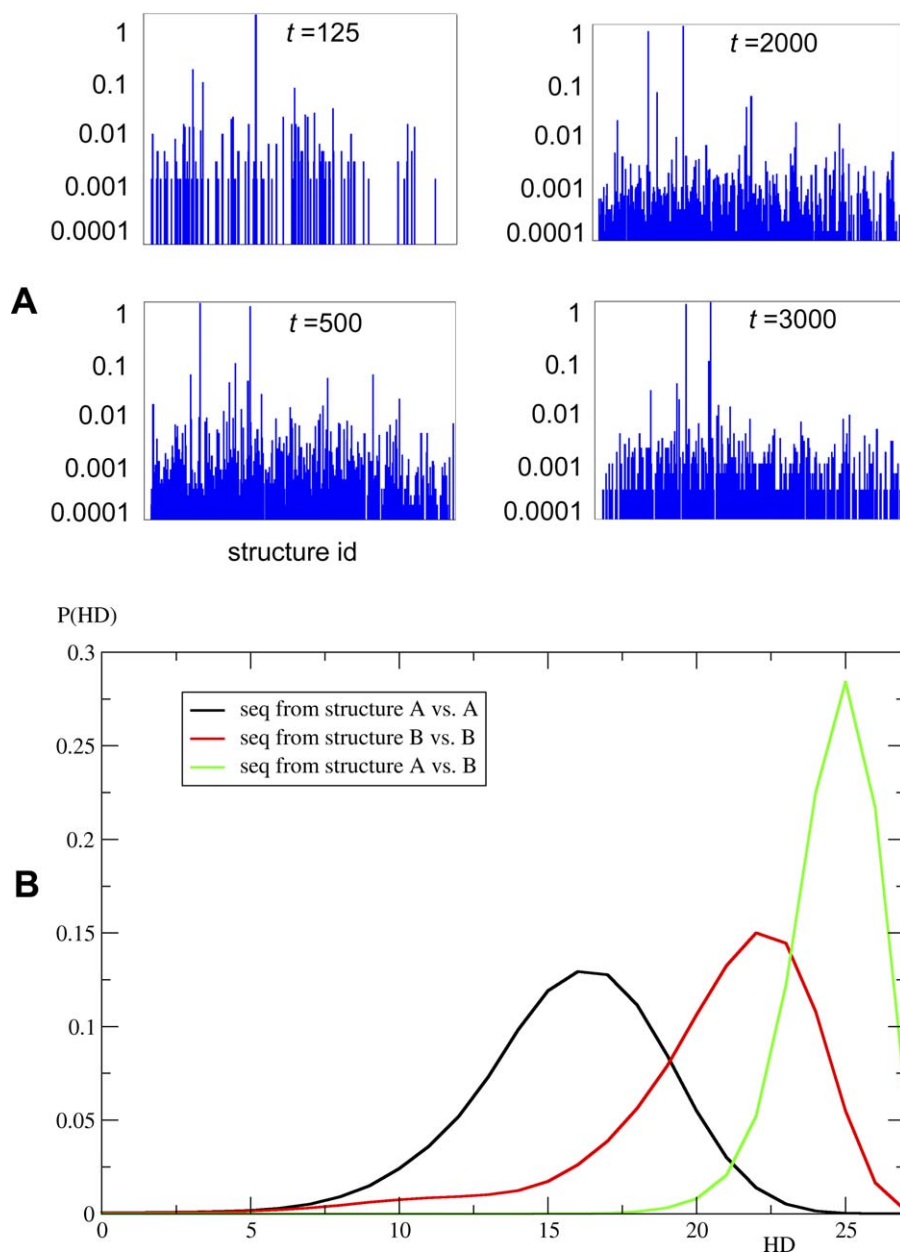 t =125
1
0.1
0.01
0.001
0.0001
t =2000
1
0.1
0.01
0.001
0.0001
A
t =500
1
0.1
0.01
0.001
0.0001
structure id
t =3000
1
0.1
0.01
0.001
0.0001
P(HD)
0.3
0.25
0.2
0.15
0.1
0.05
0
seq from structure A vs. A
seq from structure B vs. B
seq from structure A vs. B
B
0 5 10 15 20 25
HD